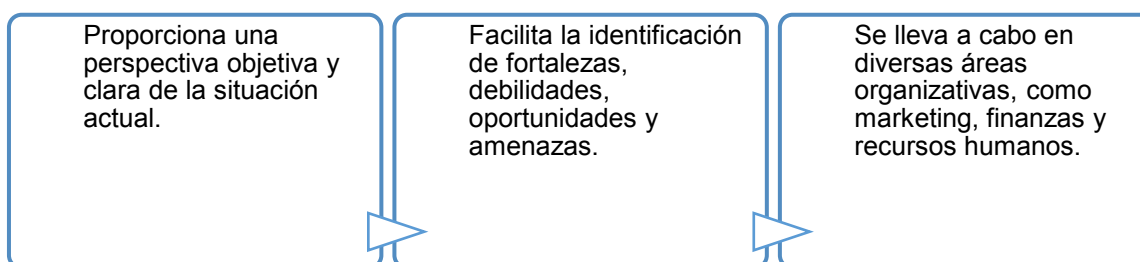 Proporciona una
perspectiva objetiva y
clara de la situación
actual.
Facilita la identificación
de fortalezas,
debilidades,
oportunidades y
amenazas.
Se lleva a cabo en
diversas áreas
organizativas, como
marketing, finanzas y
recursos humanos.